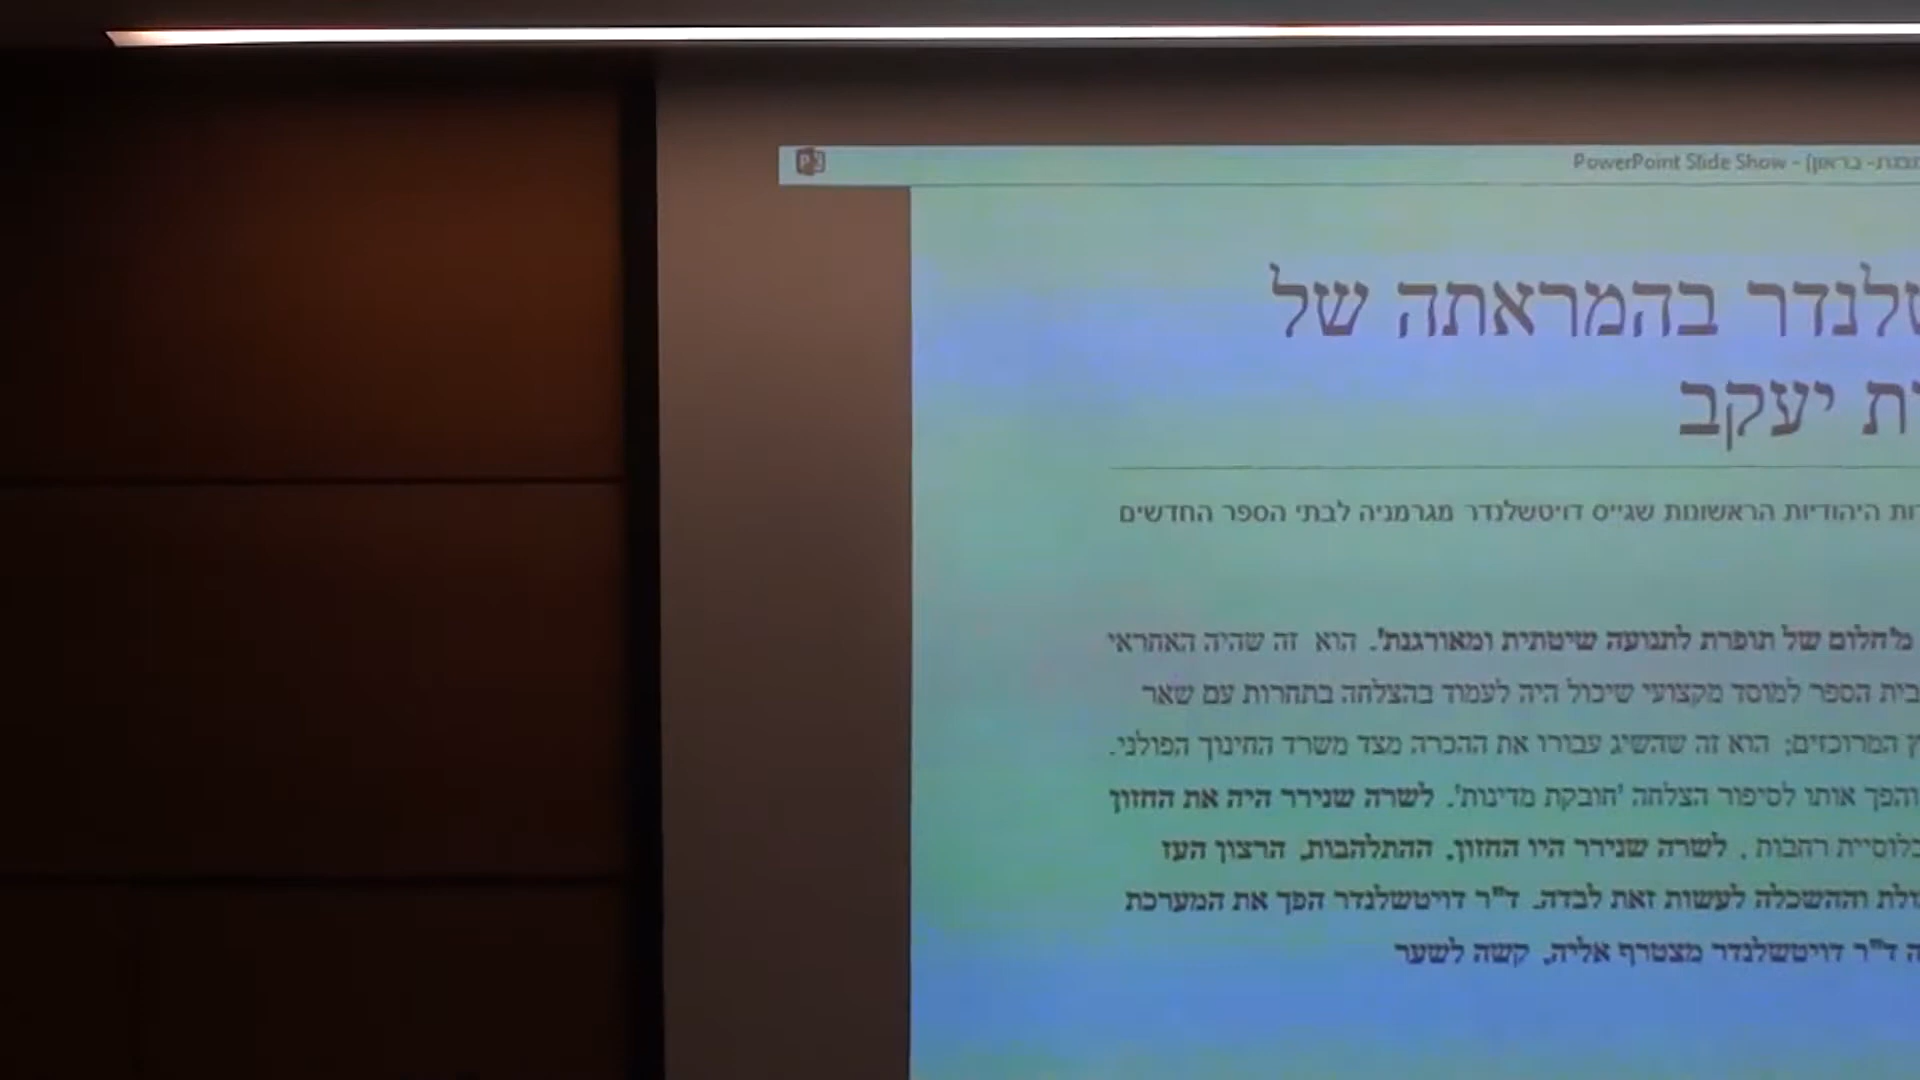 PowerPoint Slide Show - (מבנת- בראון
שלנדר בהמראתה של
ת יעקב
ות היהודיות הראשונות שגייס דויטשלנדר מגרמניה לבתי הספר החדשים
מ'חלום של תופרת לתנועה שיטתית ומאורגנת'. הוא זה שהיה האחראי
בית הספר למוסד מקצועי שיכול היה לעמוד בהצלחה בתחרות עם שאר
ץ המרוכזים; הוא זה שהשיג עבורו את ההכרה מצד משרד החינוך הפולני.
והפך אותו לסיפור הצלחה 'חובקת מדינות'. לשרה שנירר היה את החזון
כלוסיית רחבות . לשרה שנירר היו החזון, ההתלהבות, הרצון העז
ולת וההשכלה לעשות זאת לבדה. ד"ר דויטשלנדר הפך את המערכת
ה ד"ר דויטשלנדר מצטרף אליה, קשה לשער